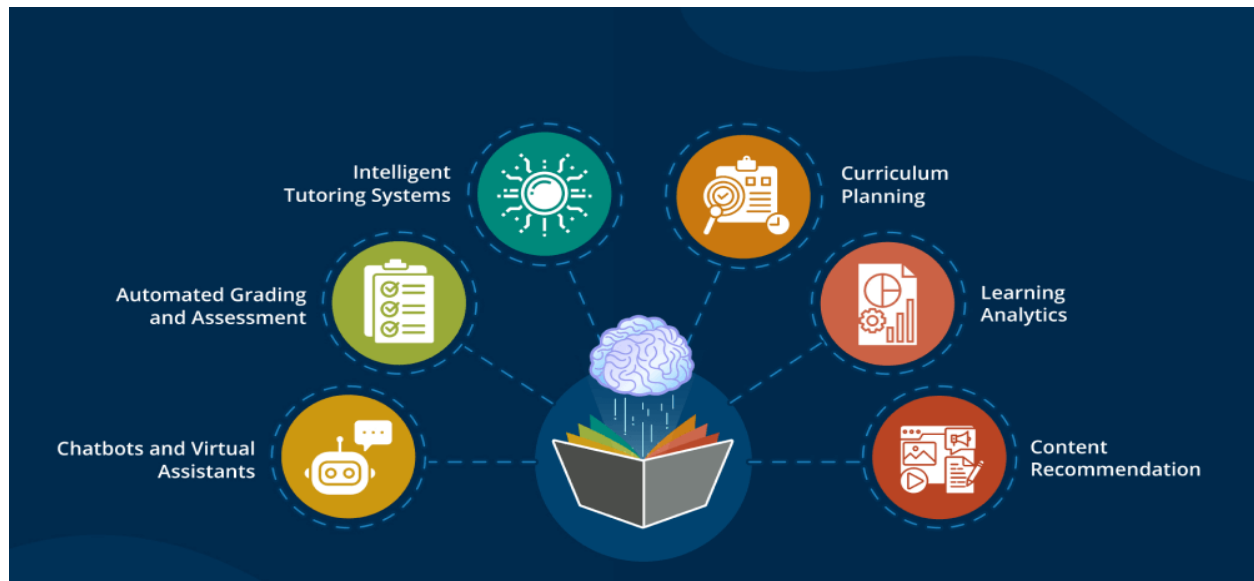 Intelligent
Tutoring Systems
Curriculum
Planning
Automated Grading
and Assessment
Learning
Analytics
Chatbots and Virtual
Assistants
Content
Recommendation